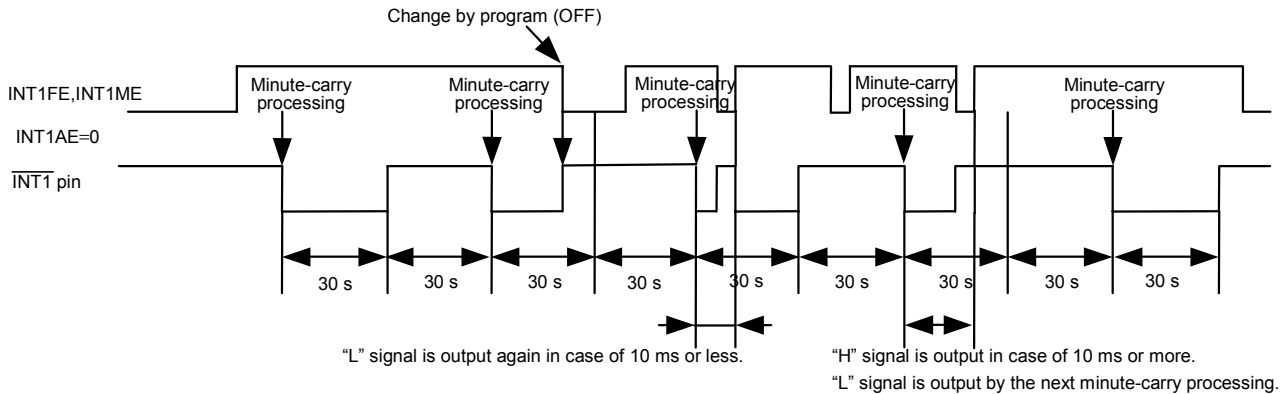 Change by program (OFF)
INT1FE,INT1ME
Minute-carry
processing
Minute-carry
processing
Minute-carry
processing
Minute-carry
processing
Minute-carry
processing
INT1AE=0
INT1 pin
30 s 30 s 30 s 30 s 30 s 30 s 30 s 30 s 30 s
“L” signal is output again in case of 10 ms or less.
“H” signal is output in case of 10 ms or more.
“L” signal is output by the next minute-carry processing.